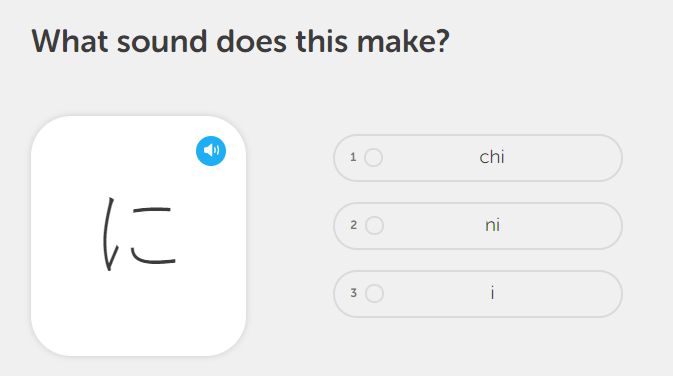 What sound does this make?
に
1 chi
2 ni
3 i